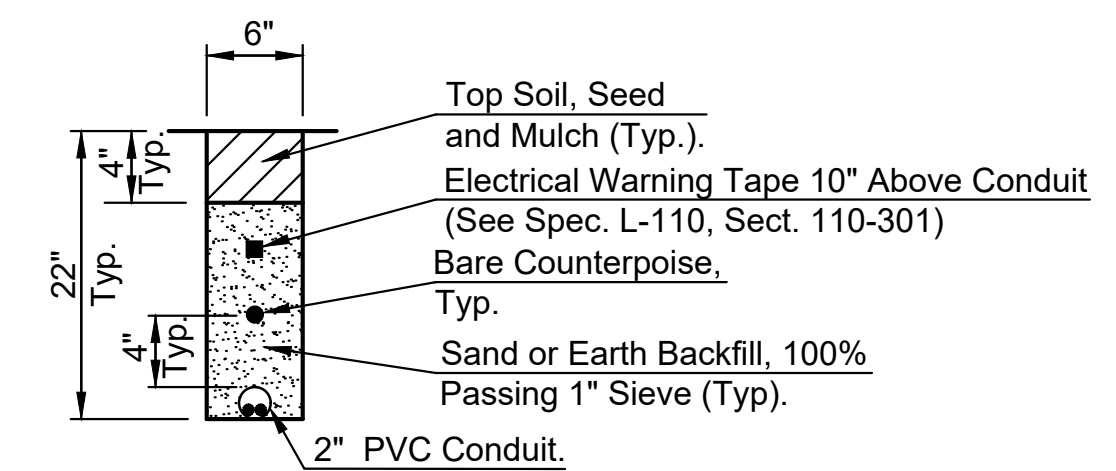 6"
Top Soil, Seed
and Mulch (Typ.).
4"
Typ.
Electrical Warning Tape 10" Above Conduit
(See Spec. L-110, Sect. 110-301)
22"
Typ.
Bare Counterpoise,
Typ.
4"
Typ.
Sand or Earth Backfill, 100%
Passing 1" Sieve (Typ).
2" PVC Conduit.